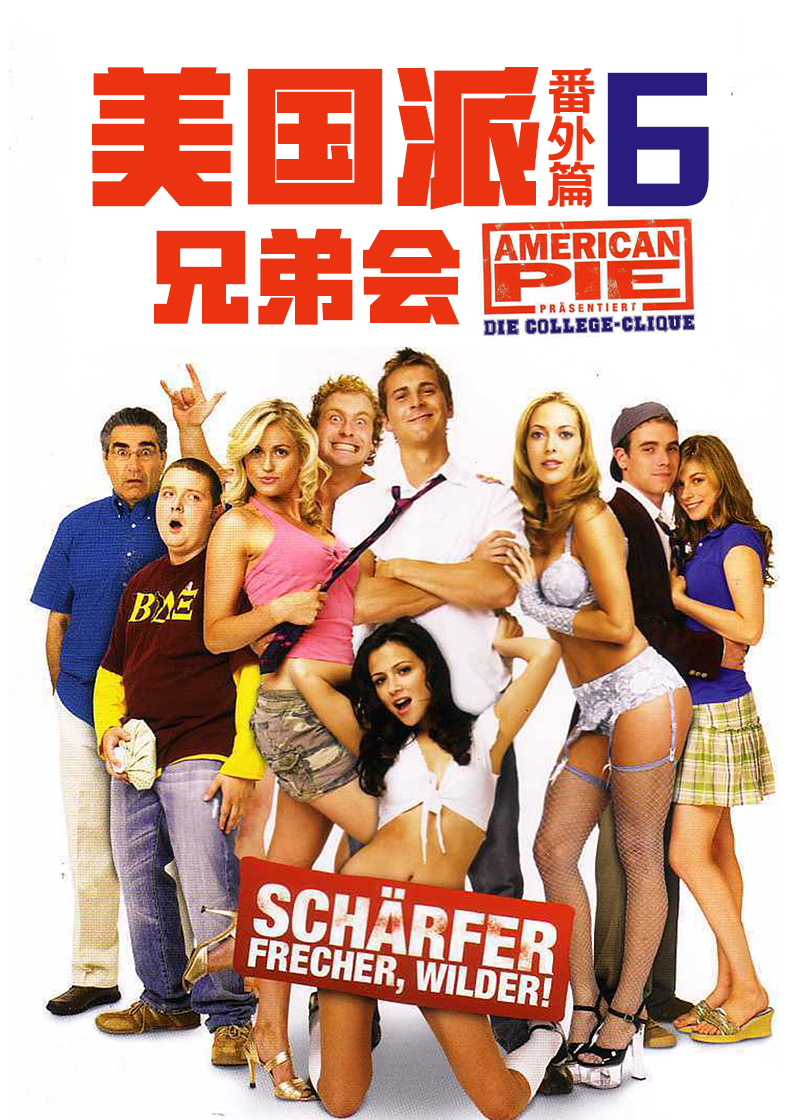 美国派番外篇6
兄弟会
AMERICAN
PIE
PRÄSENTIERT
DIE COLLEGE-CLIQUE
ΒΔΞ
SCHÄRFER
FRECHER, WILDER!